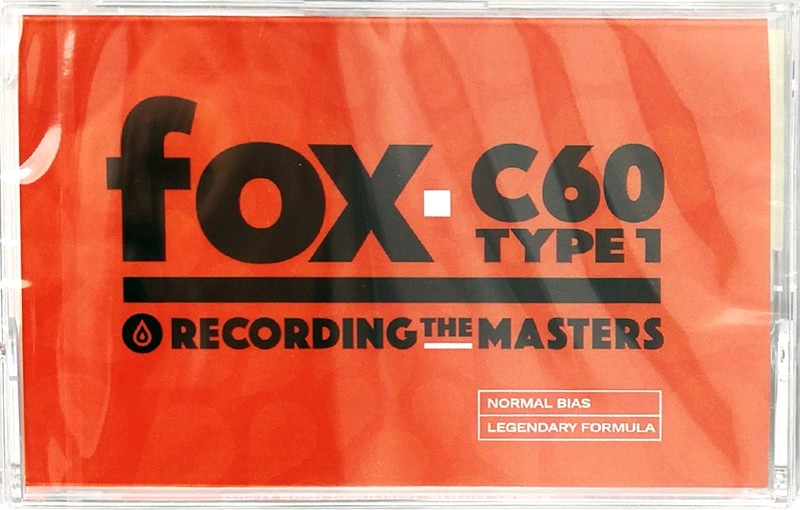 fox C60
TYPE 1
RECORDING THE MASTERS
NORMAL BIAS
LEGENDARY FORMULA